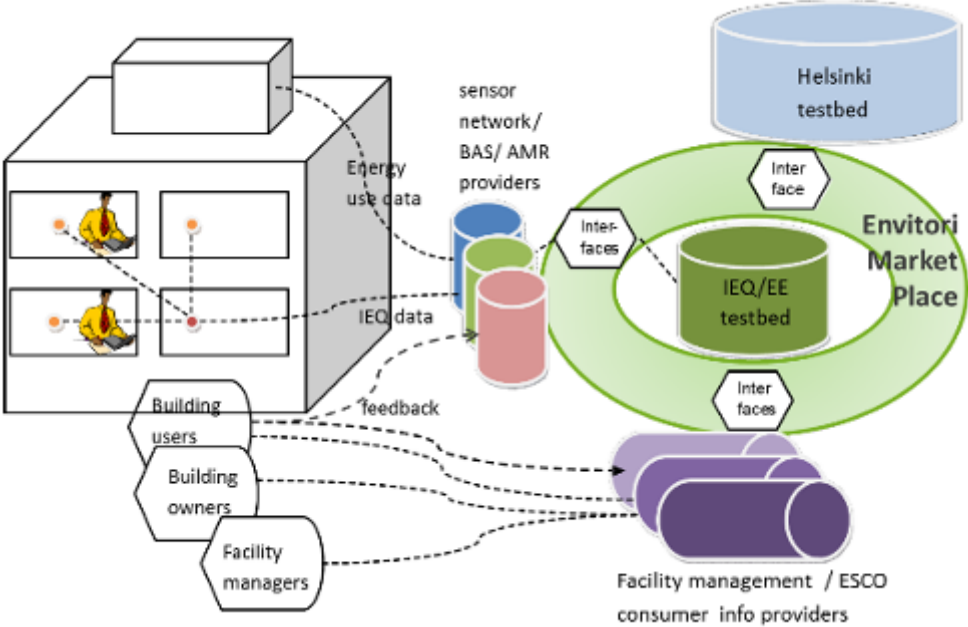 Helsinki
testbed
sensor
network/
BAS/ AMR
providers
Energy
use data
Inter
face
Envitori
Market
Place
Inter-
faces
IEQ/EE
testbed
IEQ data
Inter
faces
feedback
Building
users
Building
owners
Facility
managers
Facility management / ESCO
consumer info providers